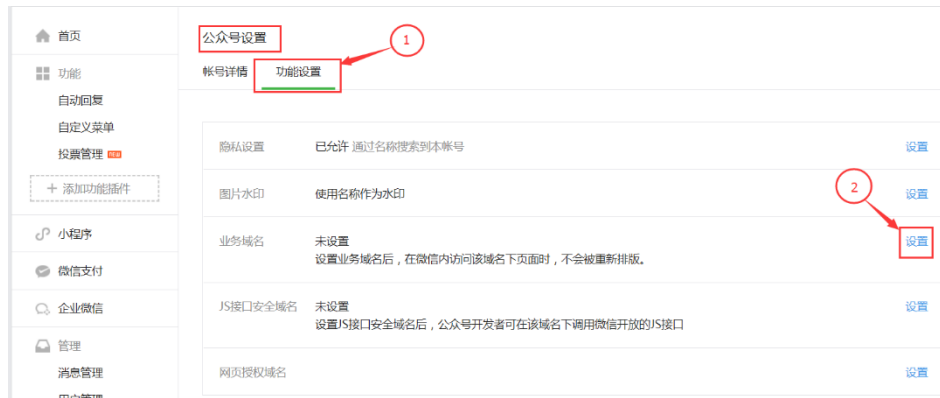 首页
功能
自动回复
自定义菜单
投票管理
+ 添加功能插件
小程序
微信支付
企业微信
管理
消息管理
用户管理
公众号设置
1
帐号详情 功能设置
隐私设置 已允许 通过名称搜索到本帐号 设置
图片水印 使用名称作为水印 设置
2
业务域名 未设置 设置
设置业务域名后，在微信内访问该域名下页面时，不会被重新排版。
JS接口安全域名 未设置 设置
设置JS接口安全域名后，公众号开发者可在该域名下调用微信开放的JS接口
网页授权域名 设置